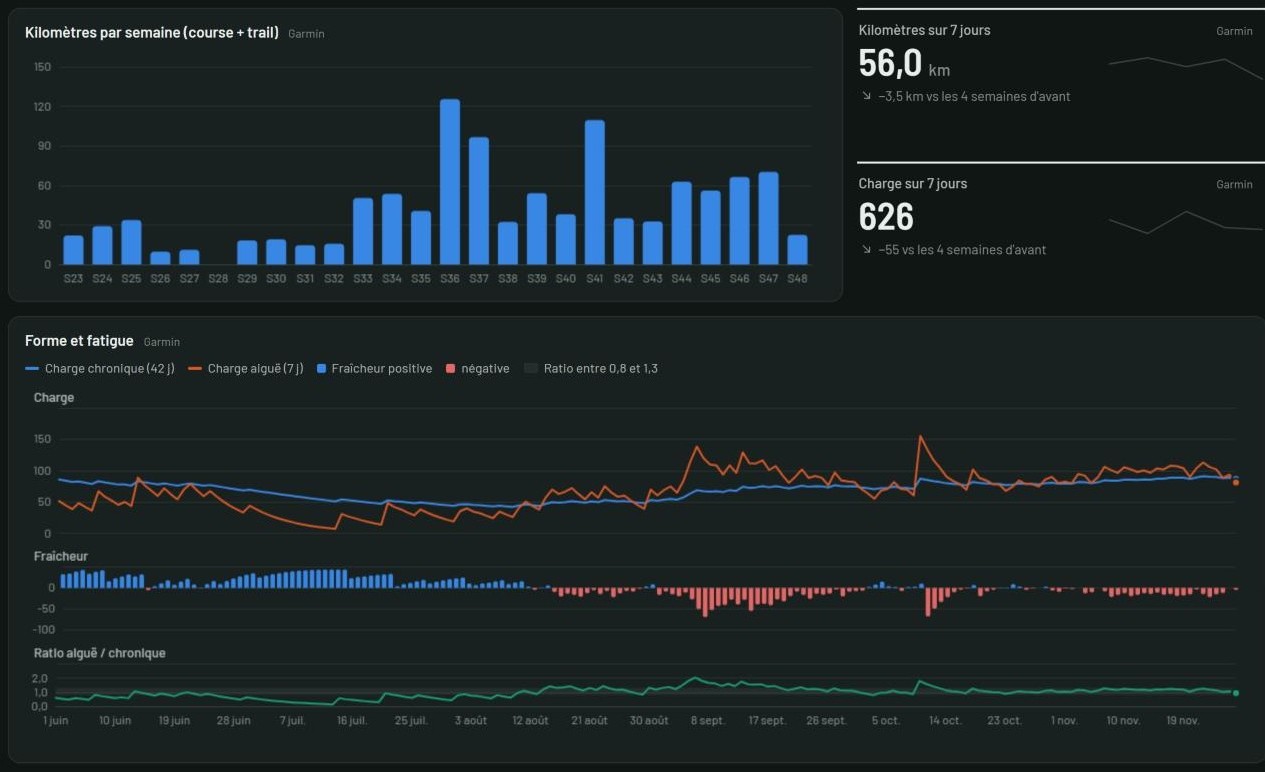 Kilomètres par semaine (course + trail) Garmin
150
120
90
60
30
0
S23 S24 S25 S26 S27 S28 S29 S30 S31 S32 S33 S34 S35 S36 S37 S38 S39 S40 S41 S42 S43 S44 S45 S46 S47 S48
Kilomètres sur 7 jours Garmin
56,0 km
↘ −3,5 km vs les 4 semaines d'avant
Charge sur 7 jours Garmin
626
↘ −55 vs les 4 semaines d'avant
Forme et fatigue Garmin
Charge chronique (42 j) Charge aiguë (7 j) Fraîcheur positive négative Ratio entre 0,8 et 1,3
Charge
150
100
50
0
Fraîcheur
0
-50
-100
Ratio aiguë / chronique
2.0
1,0
0,0
1 juin 10 juin 19 juin 28 juin 7 juil. 16 juil. 25 juil. 3 août 12 août 21 août 30 août 8 sept. 17 sept. 26 sept. 5 oct. 14 oct. 23 oct. 1 nov. 10 nov. 19 nov.